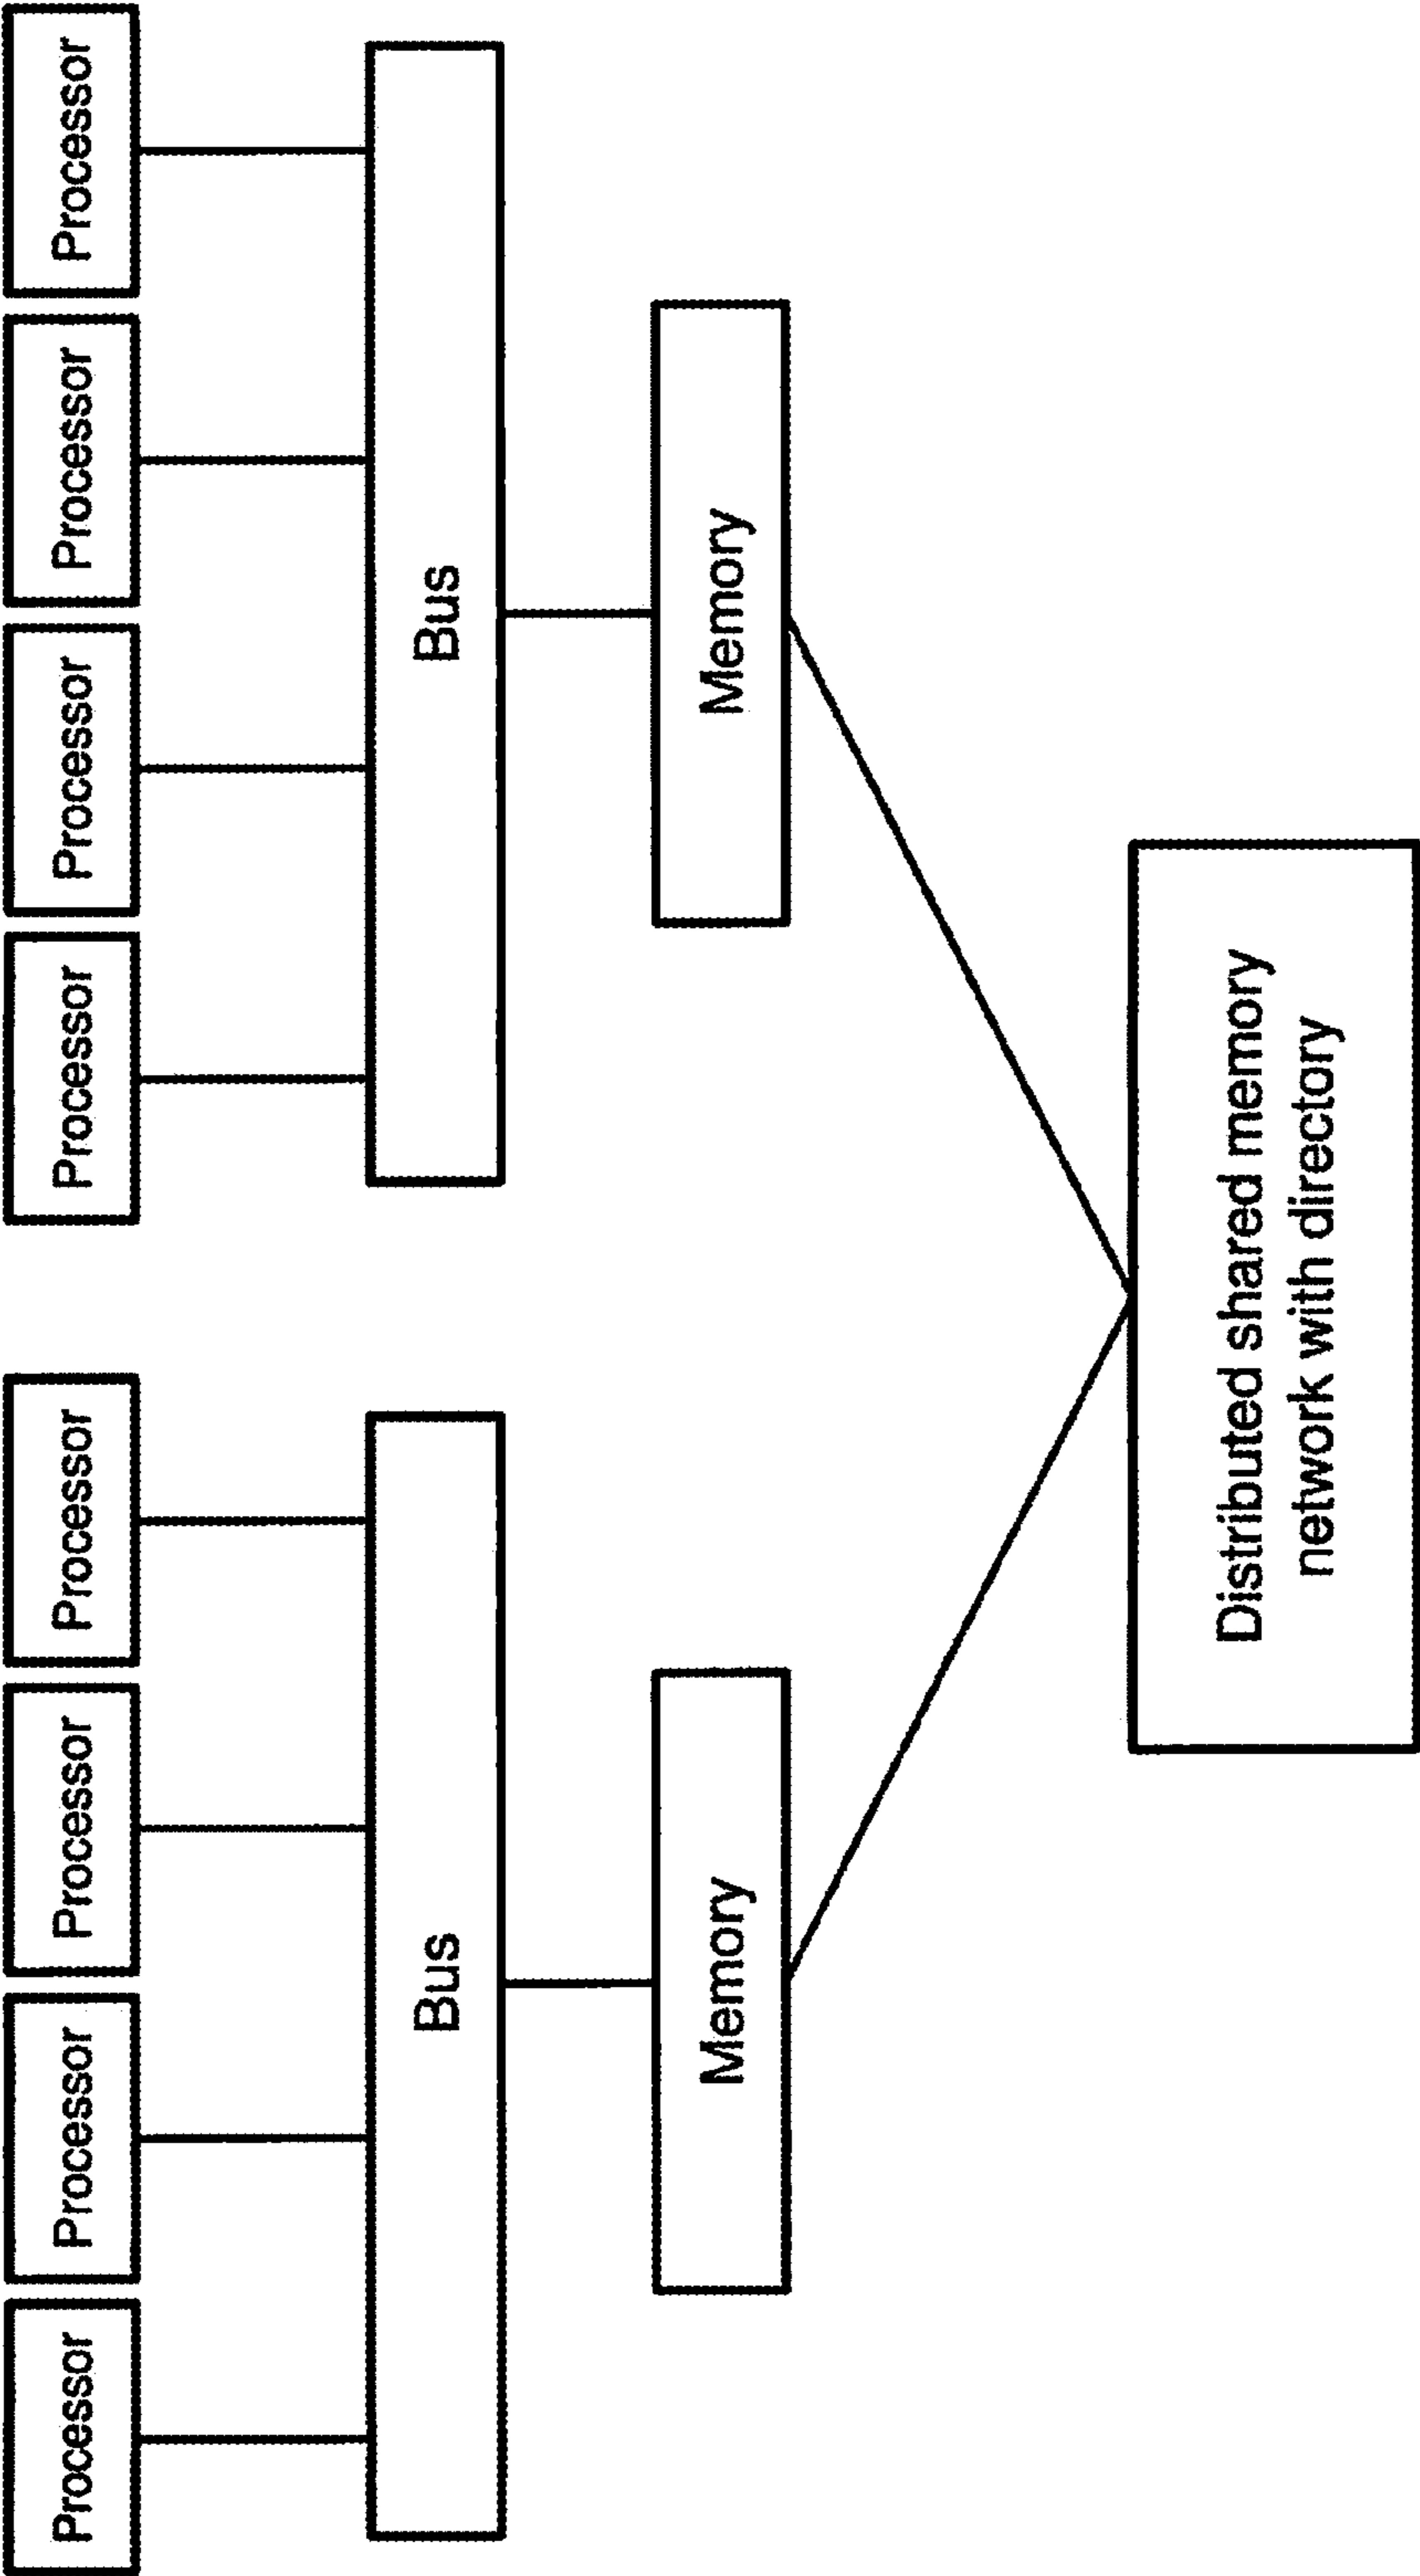 Processor
Processor
Processor
Processor
Processor
Processor
Processor
Processor
Bus
Bus
Memory
Memory
Distributed shared memory
network with directory